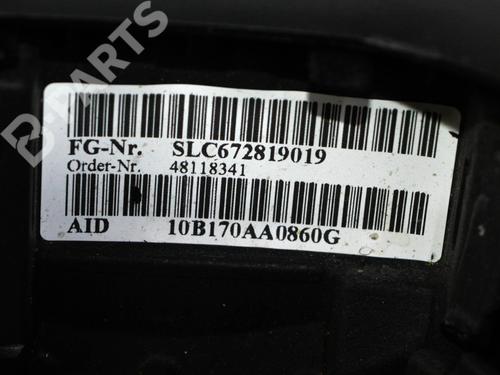 B-PARTS
FG-Nr. SLC672819019
Order-Nr. 48118341
AID 10B170AA0860G